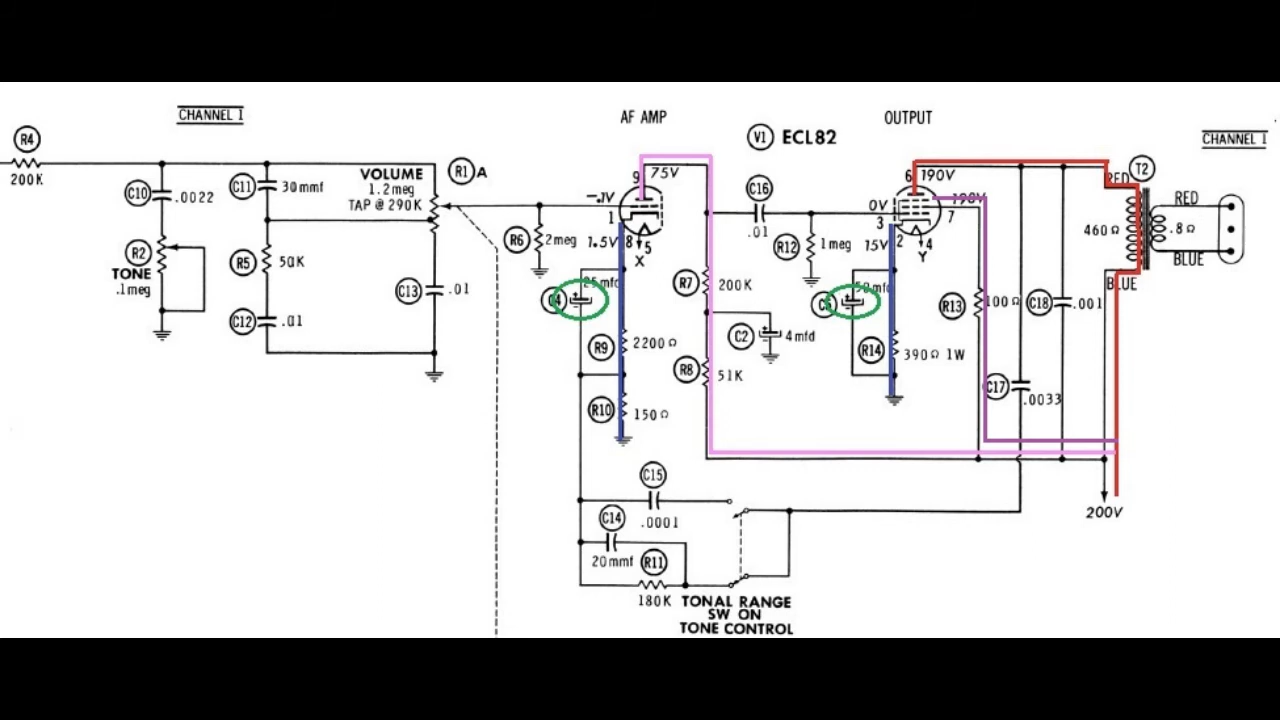 CHANNEL 1
AF AMP
V1 ECL82
OUTPUT
CHANNEL 1
R4
200K
C10
.0022
C11
30mmf
VOLUME
1.2meg
TAP @ 290K
R1 A
9
75V
-.1V
1
1.5V
8
5
X
C16
.01
6
190V
190V
0V
3
7
15V
2
4
Y
T2
RED
RED
460Ω
.8Ω
BLUE
BLUE
R2
TONE
.1meg
R5
50K
C12
.01
C13
.01
R6
2meg
C4
25mfd
R9
2200Ω
R10
150Ω
R7
200K
C2
4mfd
R8
51K
R12
1meg
50mfd
R14
390Ω 1W
R13
100Ω
C18
.001
C17
.0033
200V
C15
.0001
C14
20mmf
R11
180K
TONAL RANGE
SW ON
TONE CONTROL